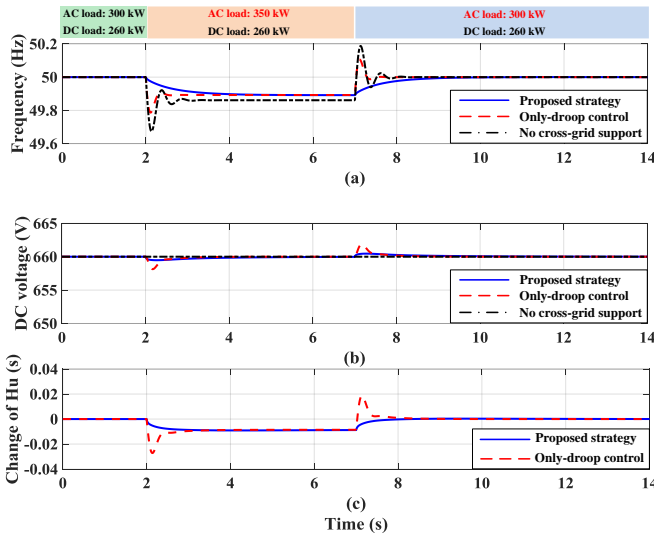 AC load: 300 kW AC load: 350 kW AC load: 300 kW
DC load: 260 kW DC load: 260 kW DC load: 260 kW
Frequency (Hz)
50.2
50
49.8
49.6
Proposed strategy
Only-droop control
No cross-grid support
0 2 4 6 8 10 12 14
(a)
DC voltage (V)
665
660
655
650
Proposed strategy
Only-droop control
No cross-grid support
0 2 4 6 8 10 12 14
(b)
Change of Hu (s)
0.04
0.02
0
-0.02
-0.04
Proposed strategy
Only-droop control
0 2 4 6 8 10 12 14
(c)
Time (s)